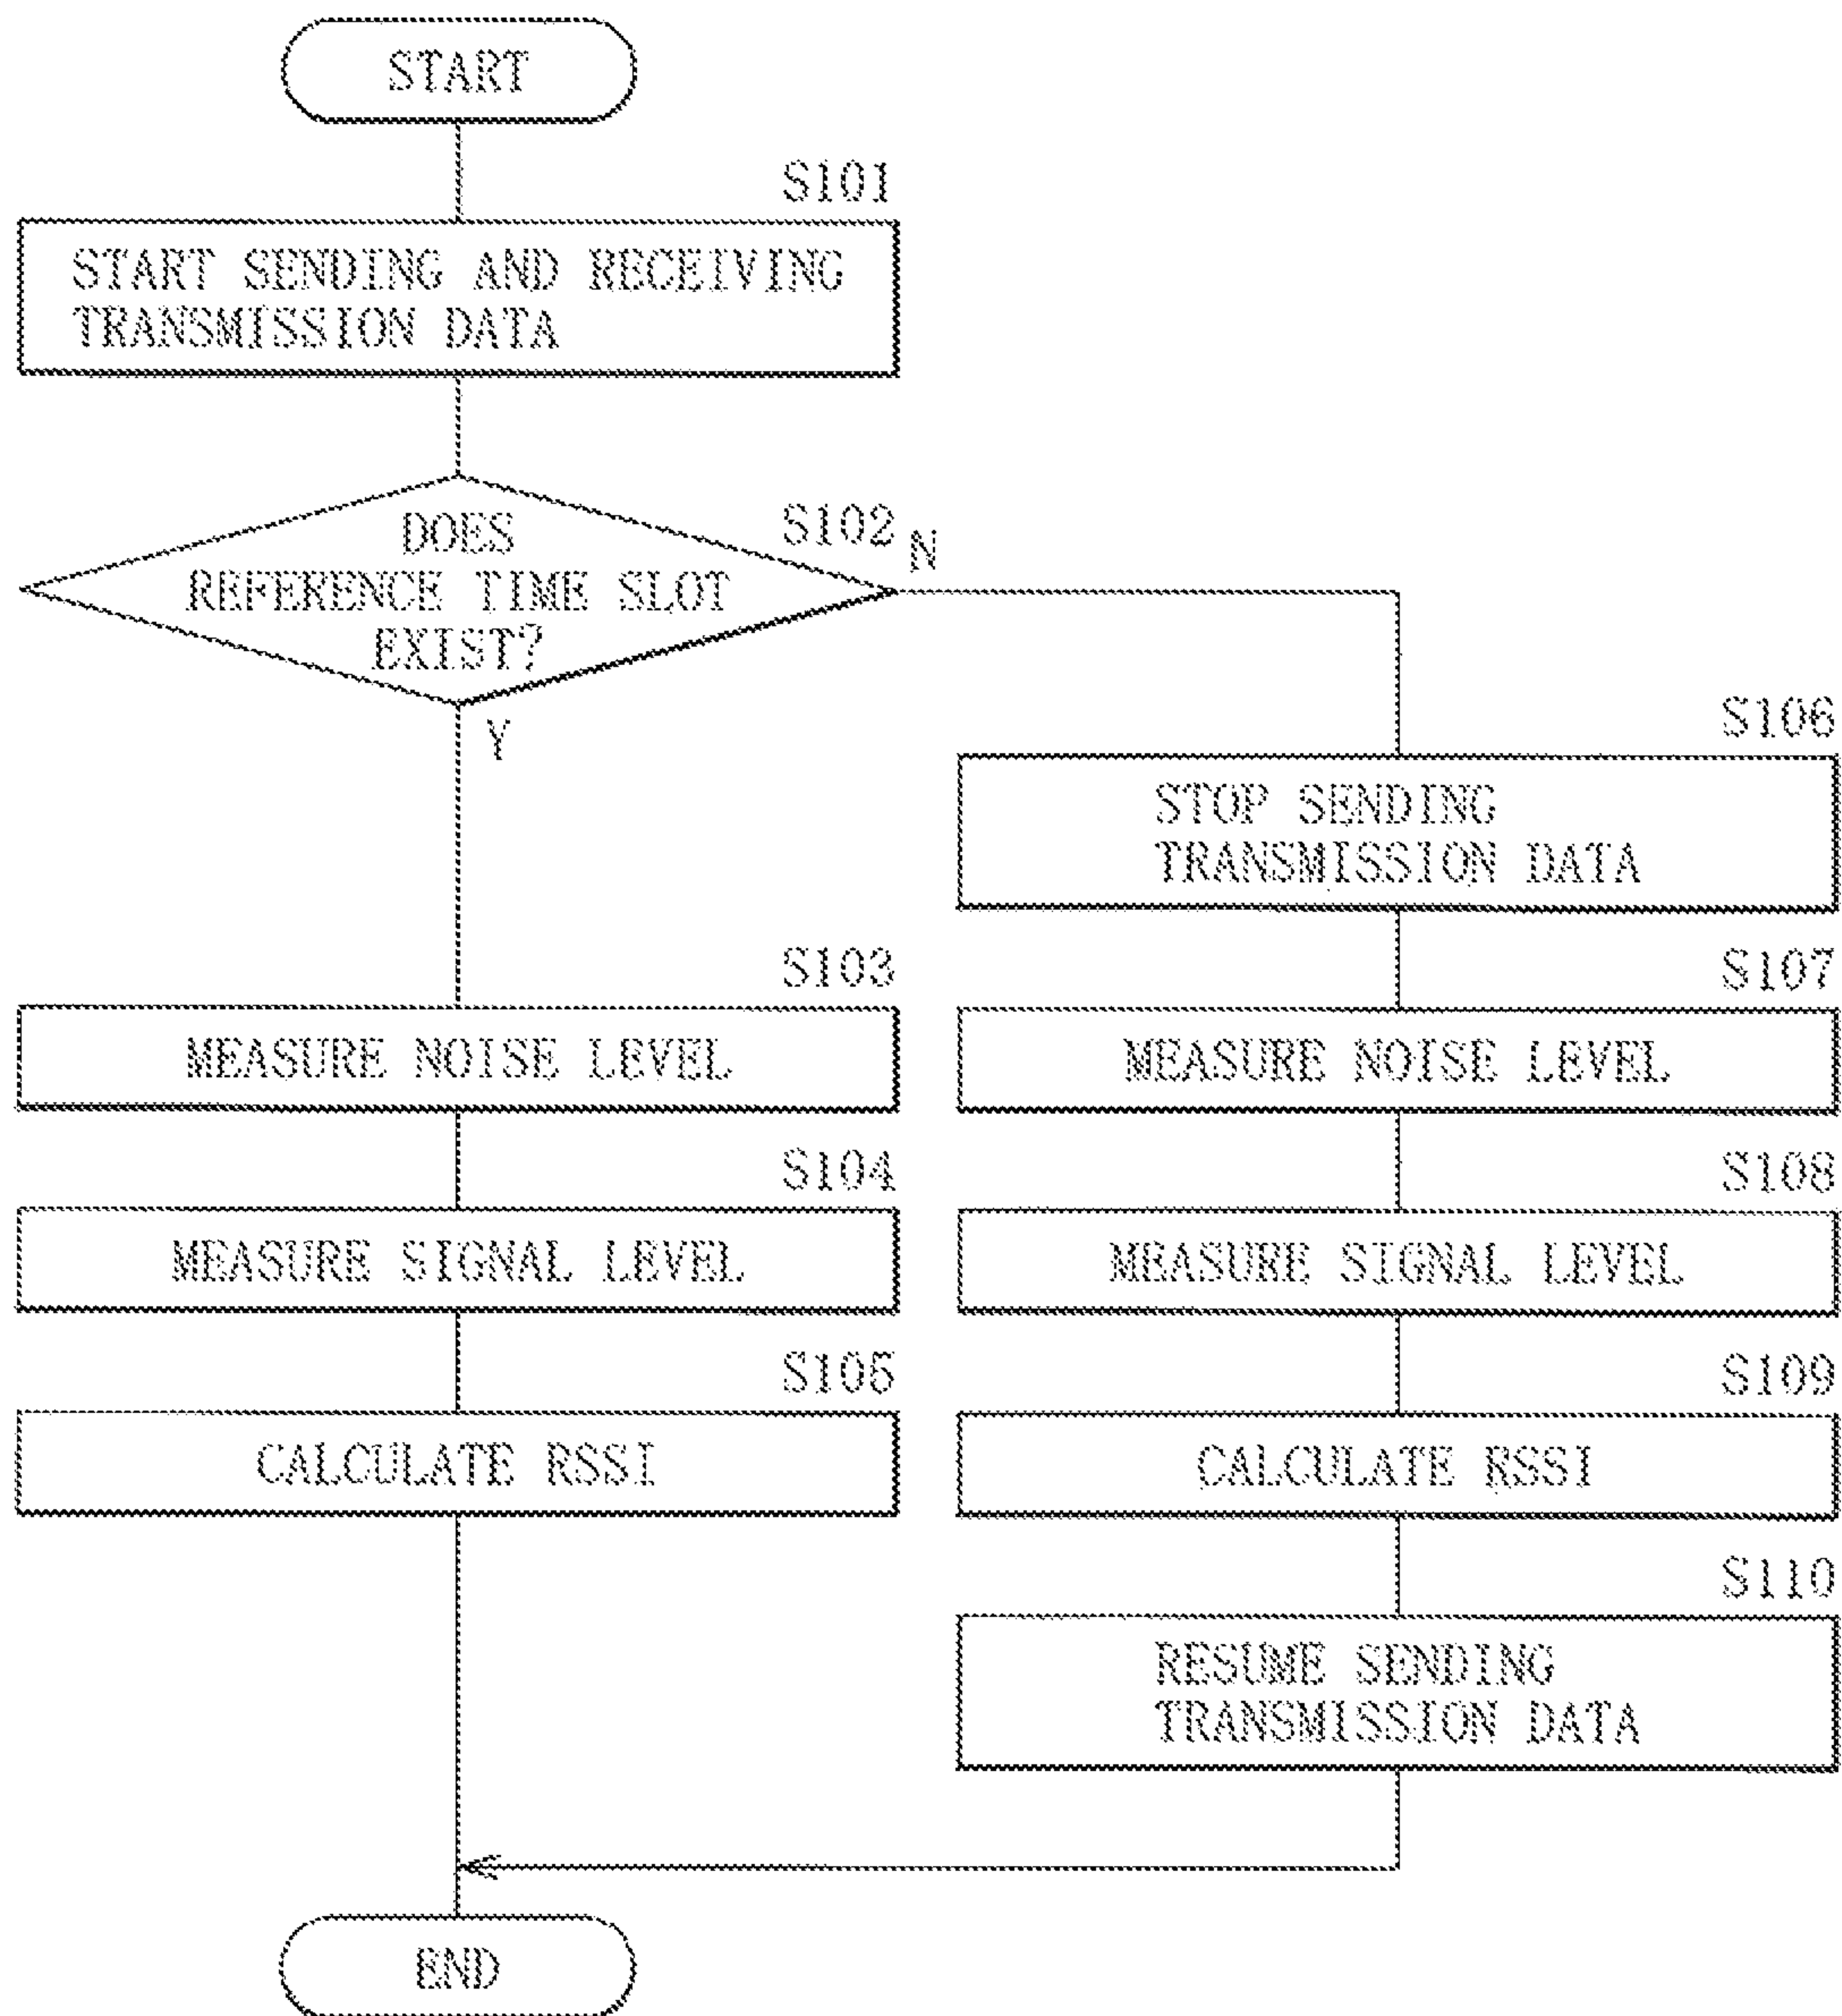 START
S101
START SENDING AND RECEIVING
TRANSMISSION DATA
S102
DOES
REFERENCE TIME SLOT
EXIST?
N
Y
S103
MEASURE NOISE LEVEL
S104
MEASURE SIGNAL LEVEL
S105
CALCULATE RSSI
S106
STOP SENDING
TRANSMISSION DATA
S107
MEASURE NOISE LEVEL
S108
MEASURE SIGNAL LEVEL
S109
CALCULATE RSSI
S110
RESUME SENDING
TRANSMISSION DATA
END